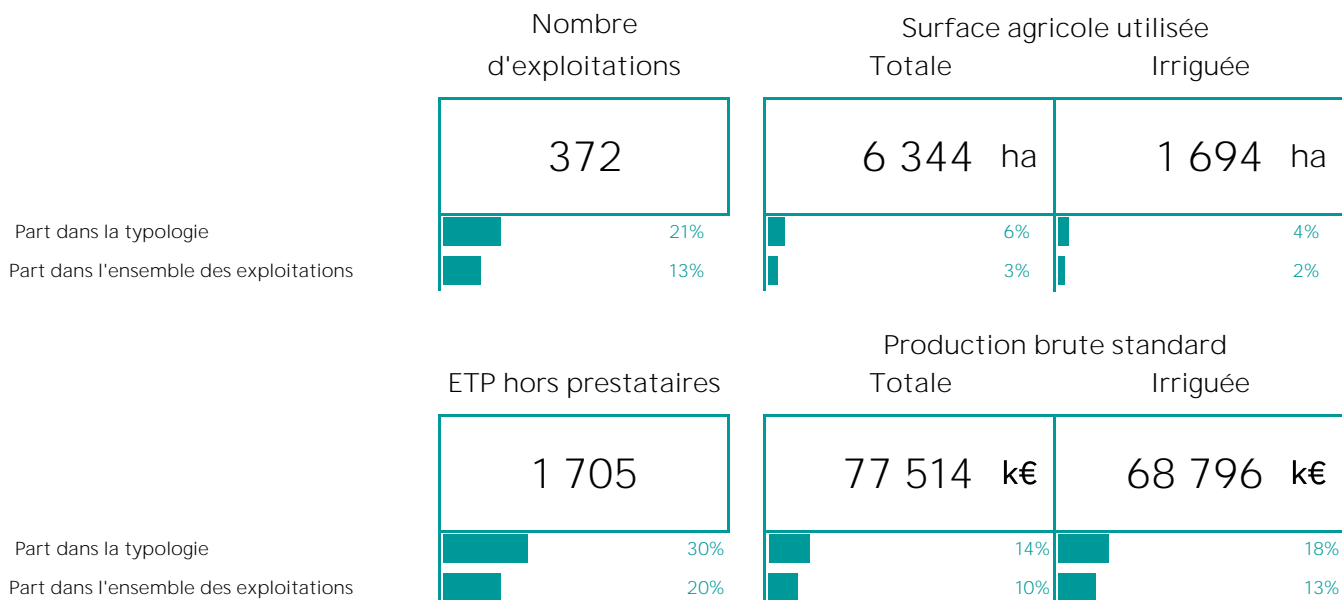 Nombre
d'exploitations
Surface agricole utilisée
Totale Irriguée
372 6 344 ha 1 694 ha
Part dans la typologie 21% 6% 4%
Part dans l'ensemble des exploitations 13% 3% 2%
Production brute standard
ETP hors prestataires Totale Irriguée
1 705 77 514 k€ 68 796 k€
Part dans la typologie 30% 14% 18%
Part dans l'ensemble des exploitations 20% 10% 13%